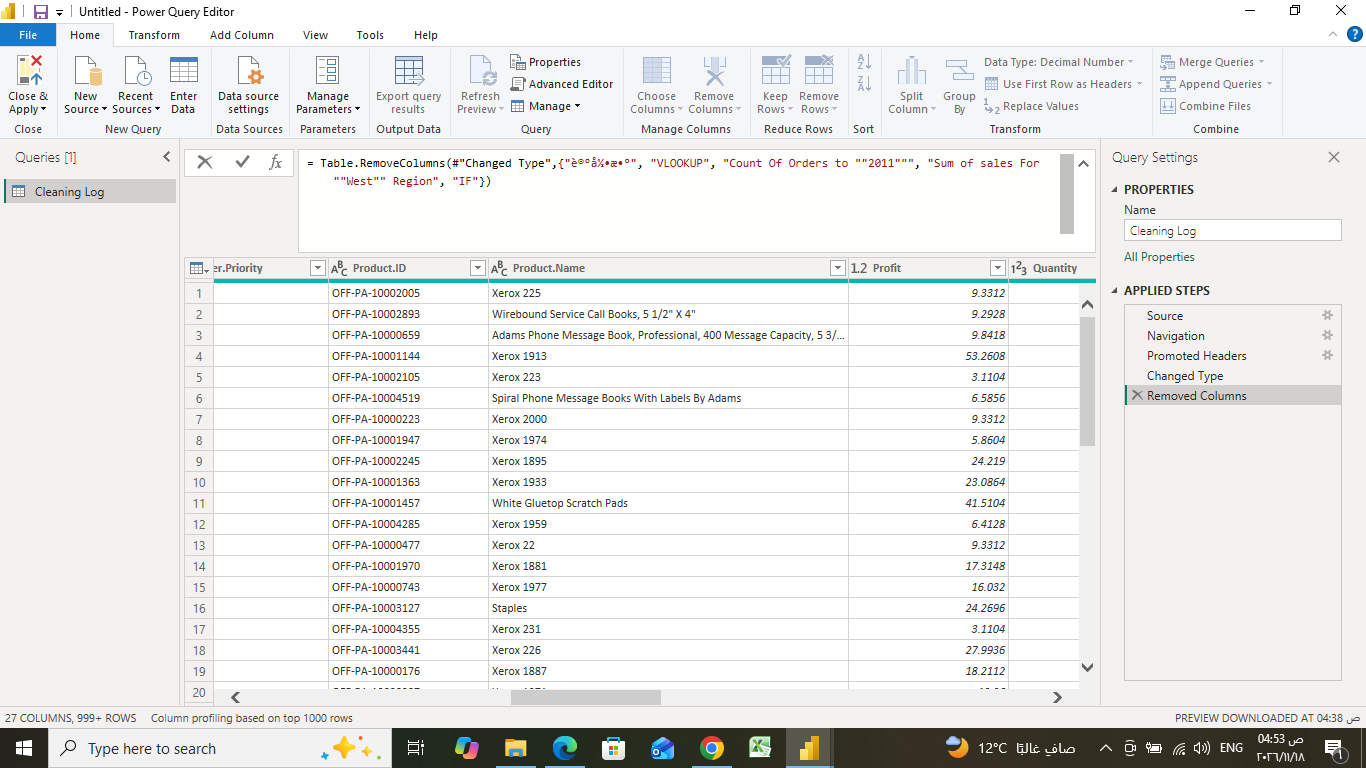 Untitled - Power Query Editor
File Home Transform Add Column View Tools Help
Close & Apply
New Source
Recent Sources
Enter Data
Data source settings
Manage Parameters
Export query results
Refresh Preview
Properties
Advanced Editor
Manage
Choose Columns
Remove Columns
Keep Rows
Remove Rows
Split Column
Group By
Data Type: Decimal Number
Use First Row as Headers
Replace Values
Merge Queries
Append Queries
Combine Files
Close New Query Data Sources Parameters Output Data Query Manage Columns Reduce Rows Sort Transform Combine
Queries [1]
Cleaning Log
= Table.RemoveColumns(#"Changed Type",{"è®°å½•æ•°", "VLOOKUP", "Count Of Orders to ""2011""", "Sum of sales For
""West"" Region", "IF"})
er.Priority ABC Product.ID ABC Product.Name 1.2 Profit 123 Quantity
1 OFF-PA-10002005 Xerox 225 9.3312
2 OFF-PA-10002893 Wirebound Service Call Books, 5 1/2" X 4" 9.2928
3 OFF-PA-10000659 Adams Phone Message Book, Professional, 400 Message Capacity, 5 3/... 9.8418
4 OFF-PA-10001144 Xerox 1913 53.2608
5 OFF-PA-10002105 Xerox 223 3.1104
6 OFF-PA-10004519 Spiral Phone Message Books With Labels By Adams 6.5856
7 OFF-PA-10000223 Xerox 2000 9.3312
8 OFF-PA-10001947 Xerox 1974 5.8604
9 OFF-PA-10002245 Xerox 1895 24.219
10 OFF-PA-10001363 Xerox 1933 23.0864
11 OFF-PA-10001457 White Gluetop Scratch Pads 41.5104
12 OFF-PA-10004285 Xerox 1959 6.4128
13 OFF-PA-10000477 Xerox 22 9.3312
14 OFF-PA-10001970 Xerox 1881 17.3148
15 OFF-PA-10000743 Xerox 1977 16.032
16 OFF-PA-10003127 Staples 24.2696
17 OFF-PA-10004355 Xerox 231 3.1104
18 OFF-PA-10003441 Xerox 226 27.9936
19 OFF-PA-10000176 Xerox 1887 18.2112
20
Query Settings
PROPERTIES
Name
Cleaning Log
All Properties
APPLIED STEPS
Source
Navigation
Promoted Headers
Changed Type
Removed Columns
27 COLUMNS, 999+ ROWS Column profiling based on top 1000 rows
PREVIEW DOWNLOADED AT 04:38 ص
Type here to search
12°C صافٍ غالبًا
ENG
04:53 ص
٢٠٢٦/١١/١٨
1